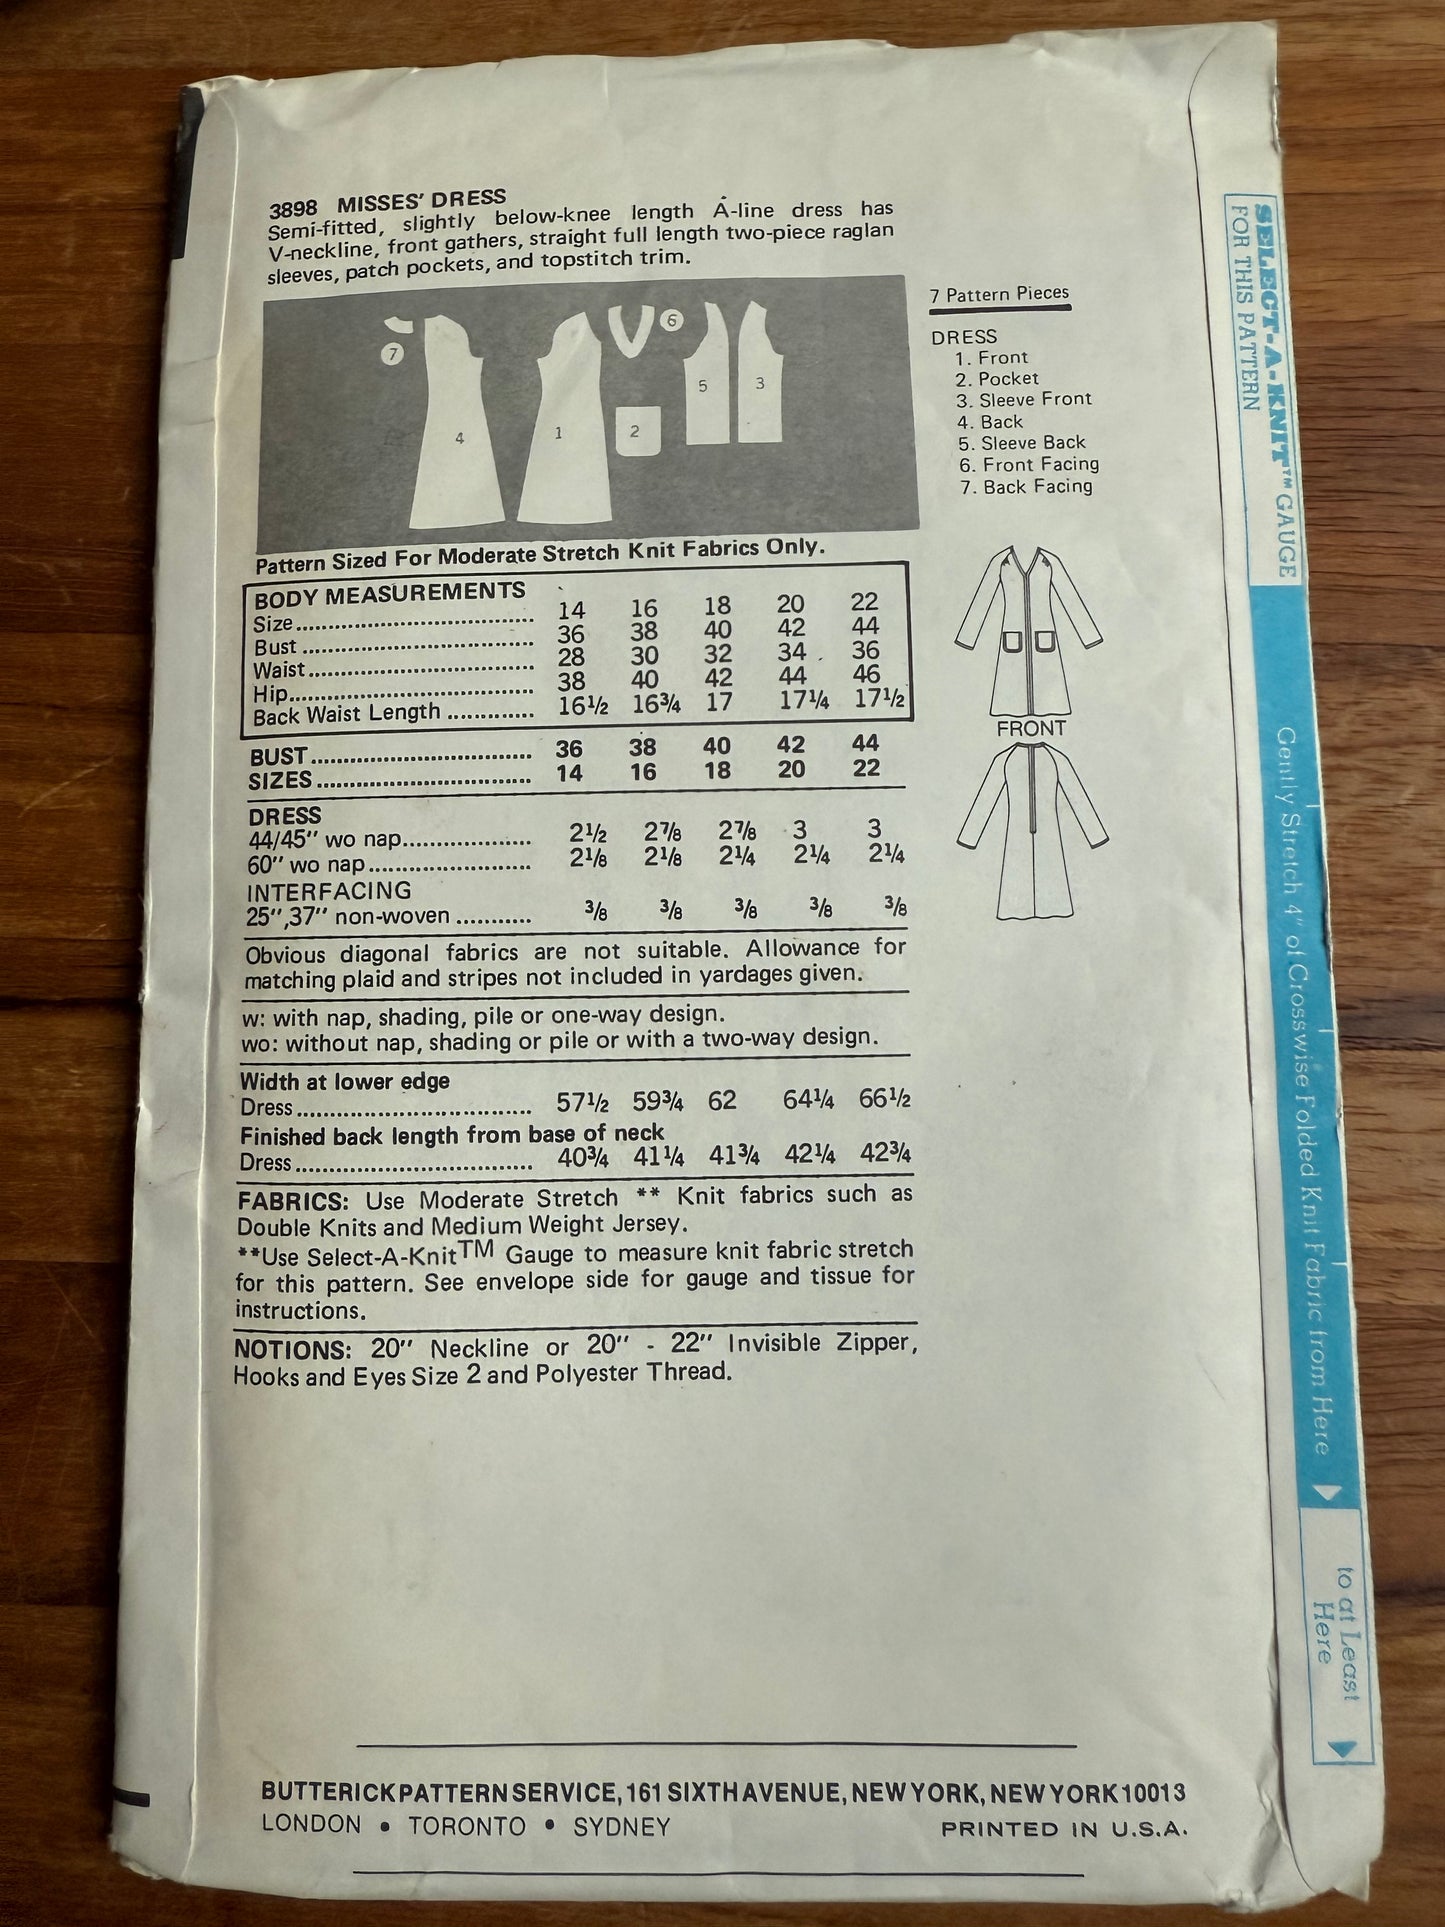 3898 MISSES' DRESS
Semi-fitted, slightly below-knee length A-line dress has
V-neckline, front gathers, straight full length two-piece raglan
sleeves, patch pockets, and topstitch trim.
7
4
1
6
2
5
3
7 Pattern Pieces
DRESS
1. Front
2. Pocket
3. Sleeve Front
4. Back
5. Sleeve Back
6. Front Facing
7. Back Facing
FRONT
Pattern Sized For Moderate Stretch Knit Fabrics Only.
BODY MEASUREMENTS
Size.................................... 14 16 18 20 22
Bust ................................... 36 38 40 42 44
Waist.................................. 28 30 32 34 36
Hip..................................... 38 40 42 44 46
Back Waist Length ............. 16½ 16¾ 17 17¼ 17½
BUST................................. 36 38 40 42 44
SIZES ................................ 14 16 18 20 22
DRESS
44/45″ wo nap................... 2½ 2⅞ 2⅞ 3 3
60″ wo nap........................ 2⅛ 2⅛ 2¼ 2¼ 2¼
INTERFACING
25″,37″ non-woven ........... ⅜ ⅜ ⅜ ⅜ ⅜
Obvious diagonal fabrics are not suitable. Allowance for
matching plaid and stripes not included in yardages given.
w: with nap, shading, pile or one-way design.
wo: without nap, shading or pile or with a two-way design.
Width at lower edge
Dress.................................. 57½ 59¾ 62 64¼ 66½
Finished back length from base of neck
Dress.................................. 40¾ 41¼ 41¾ 42¼ 42¾
FABRICS: Use Moderate Stretch ** Knit fabrics such as
Double Knits and Medium Weight Jersey.
**Use Select-A-Knit™ Gauge to measure knit fabric stretch
for this pattern. See envelope side for gauge and tissue for
instructions.
NOTIONS: 20″ Neckline or 20″ - 22″ Invisible Zipper,
Hooks and Eyes Size 2 and Polyester Thread.
BUTTERICK PATTERN SERVICE, 161 SIXTH AVENUE, NEW YORK, NEW YORK 10013
LONDON • TORONTO • SYDNEY PRINTED IN U.S.A.
SELECT-A-KNIT™ GAUGE
FOR THIS PATTERN
Gently Stretch 4″ of Crosswise Folded Knit Fabric from Here
to at Least
Here